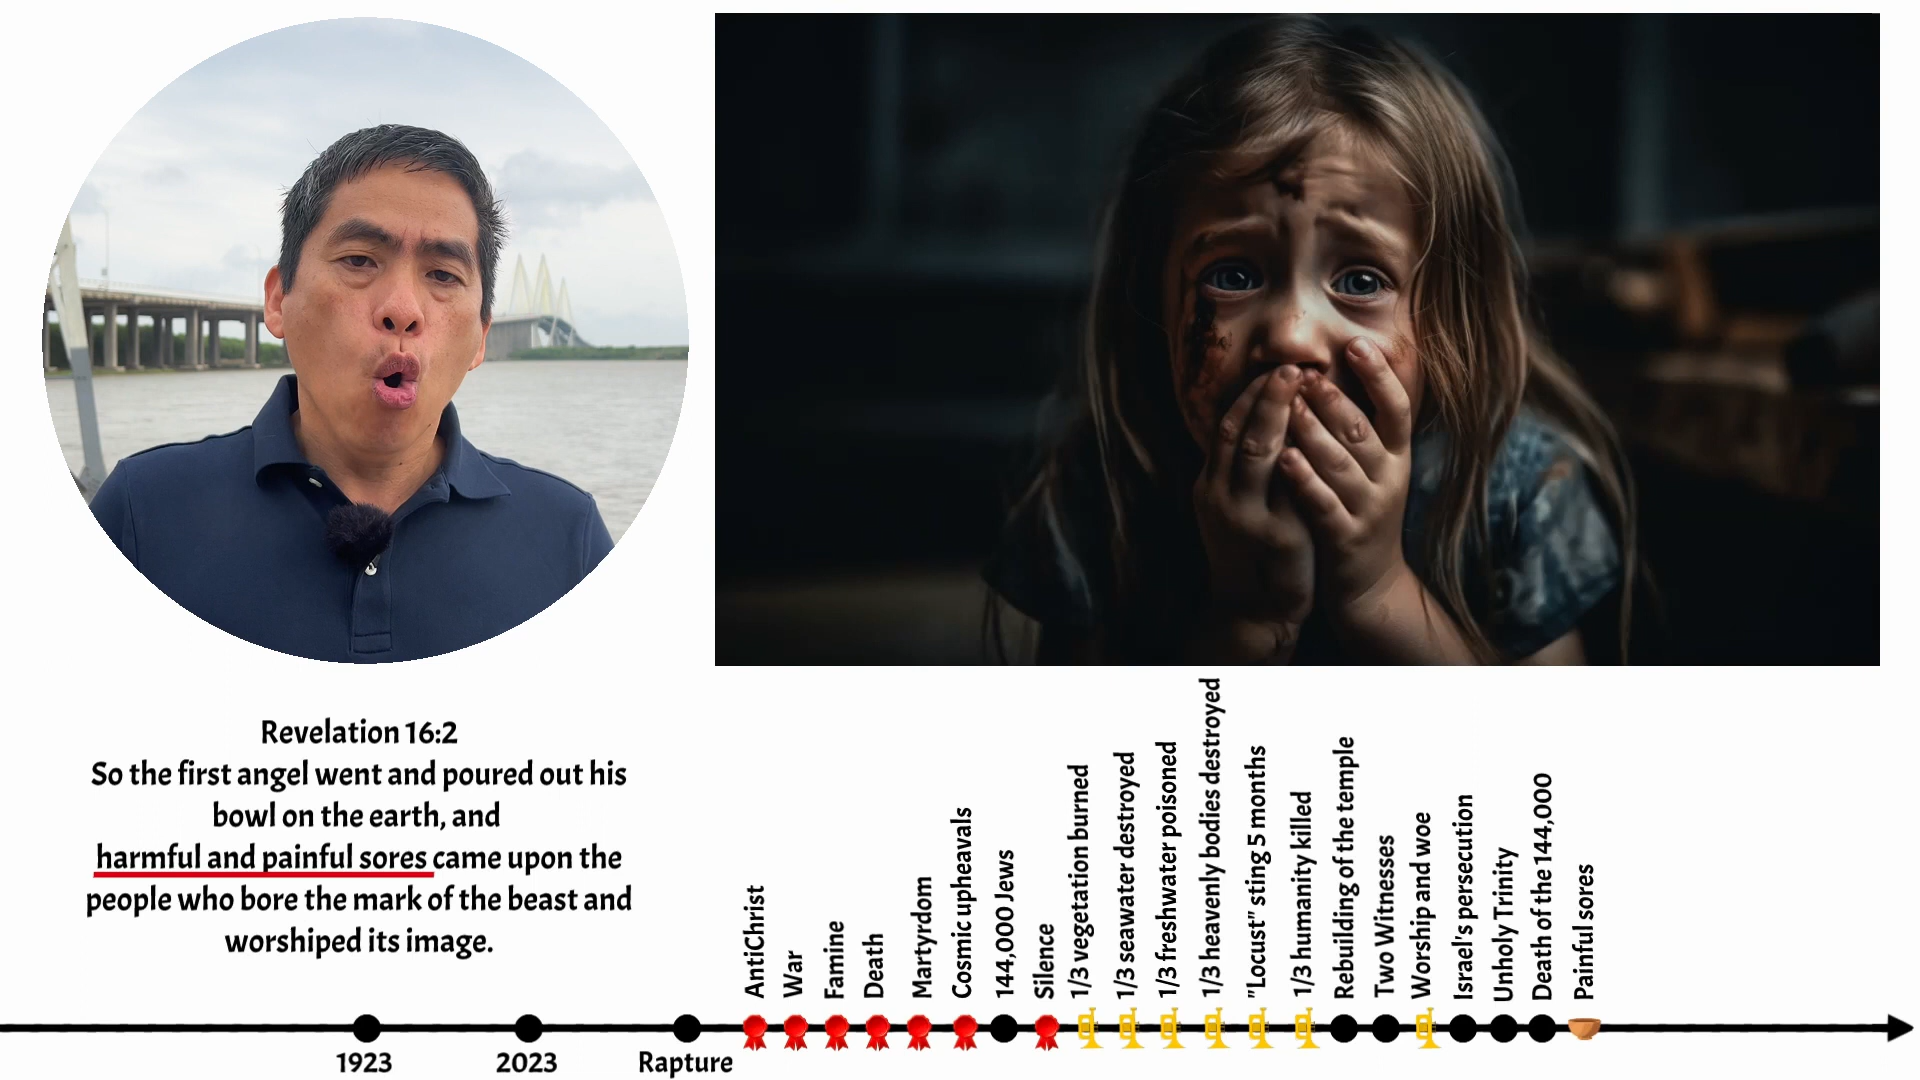 Revelation 16:2
So the first angel went and poured out his
bowl on the earth, and
harmful and painful sores came upon the
people who bore the mark of the beast and
worshiped its image.
1923
2023
Rapture
AntiChrist
War
Famine
Death
Martyrdom
Cosmic upheavals
144,000 Jews
Silence
1/3 vegetation burned
1/3 seawater destroyed
1/3 freshwater poisoned
1/3 heavenly bodies destroyed
"Locust" sting 5 months
1/3 humanity killed
Rebuilding of the temple
Two Witnesses
Worship and woe
Israel's persecution
Unholy Trinity
Death of the 144,000
Painful sores